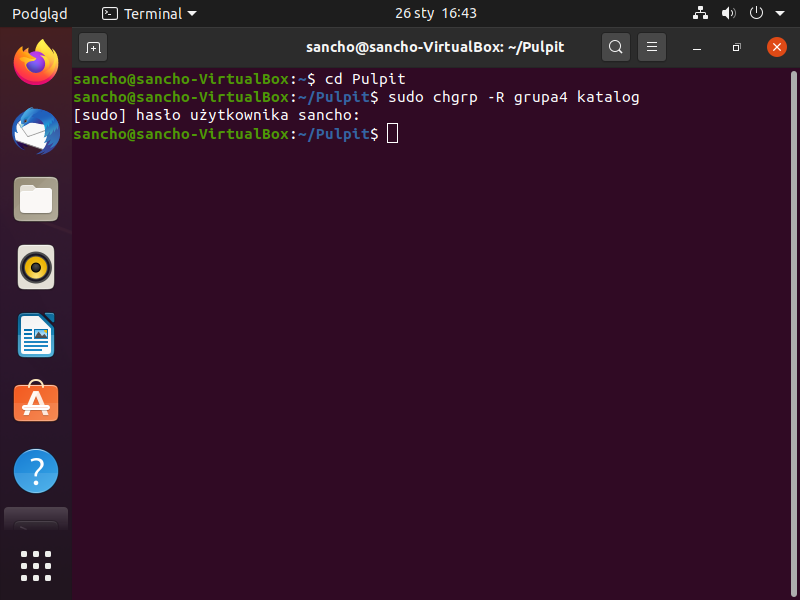 Podgląd Terminal 26 sty 16:43
sancho@sancho-VirtualBox: ~/Pulpit
sancho@sancho-VirtualBox:~$ cd Pulpit
sancho@sancho-VirtualBox:~/Pulpit$ sudo chgrp -R grupa4 katalog
[sudo] hasło użytkownika sancho:
sancho@sancho-VirtualBox:~/Pulpit$